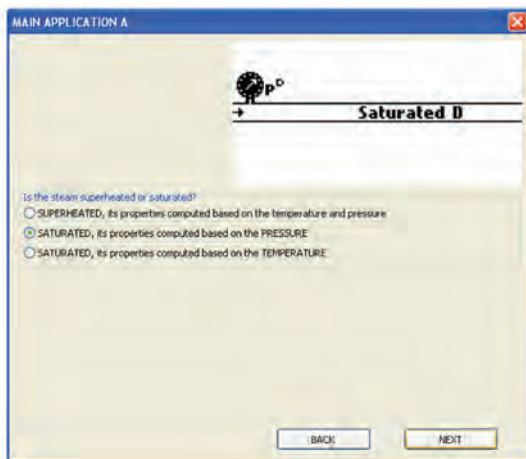 MAIN APPLICATION A
pD
Saturated D
Is the steam superheated or saturated?
SUPERHEATED, its properties computed based on the temperature and pressure
SATURATED, its properties computed based on the PRESSURE
SATURATED, its properties computed based on the TEMPERATURE
BACK NEXT